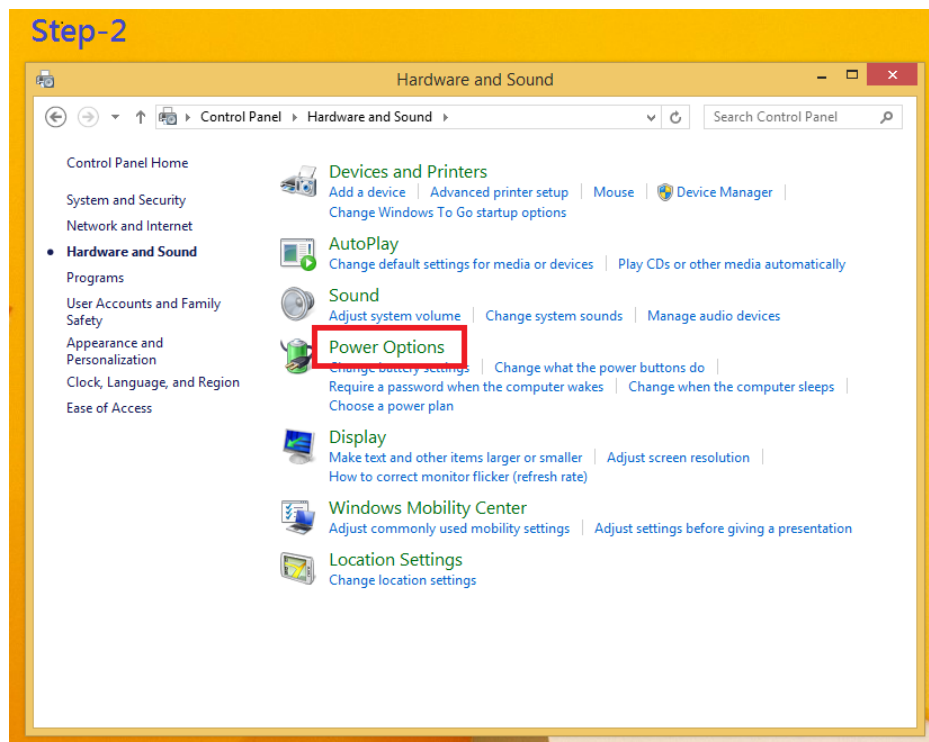 Step-2
Hardware and Sound
Control Panel Hardware and Sound
Search Control Panel
Control Panel Home
System and Security
Network and Internet
Hardware and Sound
Programs
User Accounts and Family
Safety
Appearance and
Personalization
Clock, Language, and Region
Ease of Access
Devices and Printers
Add a device Advanced printer setup Mouse Device Manager
Change Windows To Go startup options
AutoPlay
Change default settings for media or devices Play CDs or other media automatically
Sound
Adjust system volume Change system sounds Manage audio devices
Power Options
Change battery settings Change what the power buttons do
Require a password when the computer wakes Change when the computer sleeps
Choose a power plan
Display
Make text and other items larger or smaller Adjust screen resolution
How to correct monitor flicker (refresh rate)
Windows Mobility Center
Adjust commonly used mobility settings Adjust settings before giving a presentation
Location Settings
Change location settings